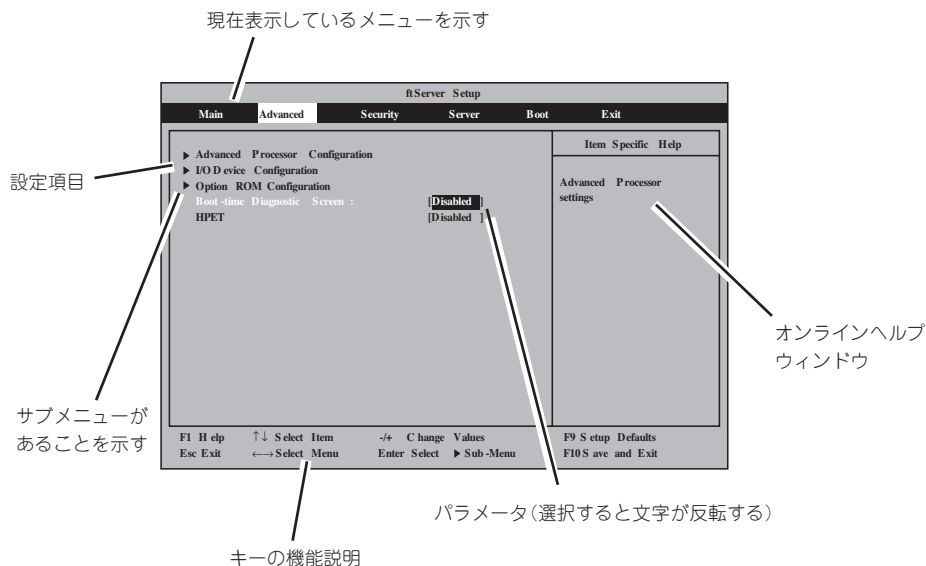 現在表示しているメニューを示す
ftServer Setup
Main Advanced Security Server Boot Exit
Item Specific Help
▶ Advanced Processor Configuration
▶ I/O Device Configuration
▶ Option ROM Configuration
Boot-time Diagnostic Screen : [Disabled ]
HPET [Disabled ]
Advanced Processor
settings
設定項目
オンラインヘルプ
ウィンドウ
サブメニューが
あることを示す
F1 Help ↑↓ Select Item -/+ Change Values F9 Setup Defaults
Esc Exit ←→ Select Menu Enter Select ▶ Sub-Menu F10 Save and Exit
パラメータ(選択すると文字が反転する)
キーの機能説明